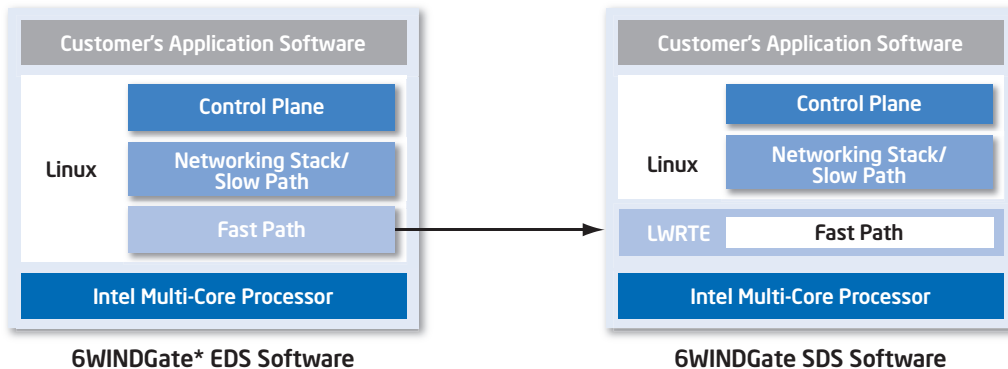 Customer's Application Software
Control Plane
Linux
Networking Stack/
Slow Path
Fast Path
Intel Multi-Core Processor
6WINDGate* EDS Software
Customer's Application Software
Control Plane
Linux
Networking Stack/
Slow Path
LWRTE
Fast Path
Intel Multi-Core Processor
6WINDGate SDS Software